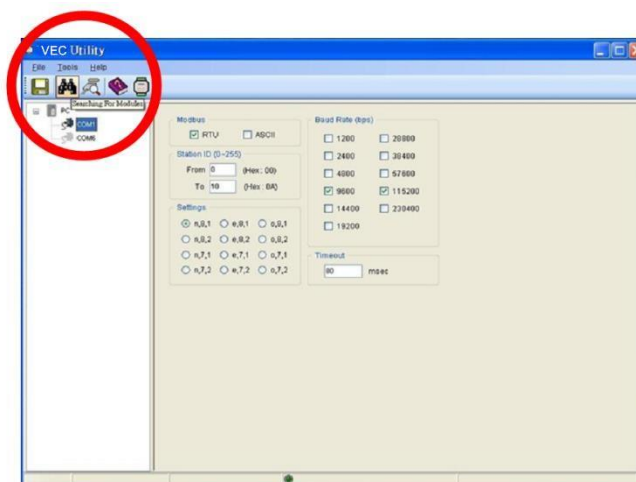 VEC Utility
File Tools Help
Searching For Modules
PC
COM1
COM6
Modbus
RTU ASCII
Station ID (0~255)
From 0 (Hex: 00)
To 10 (Hex: 0A)
Settings
n,8,1 e,8,1 o,8,1
n,8,2 e,8,2 o,8,2
n,7,1 e,7,1 o,7,1
n,7,2 e,7,2 o,7,2
Baud Rate (bps)
1200 28800
2400 38400
4800 57600
9600 115200
14400 230400
19200
Timeout
80 msec